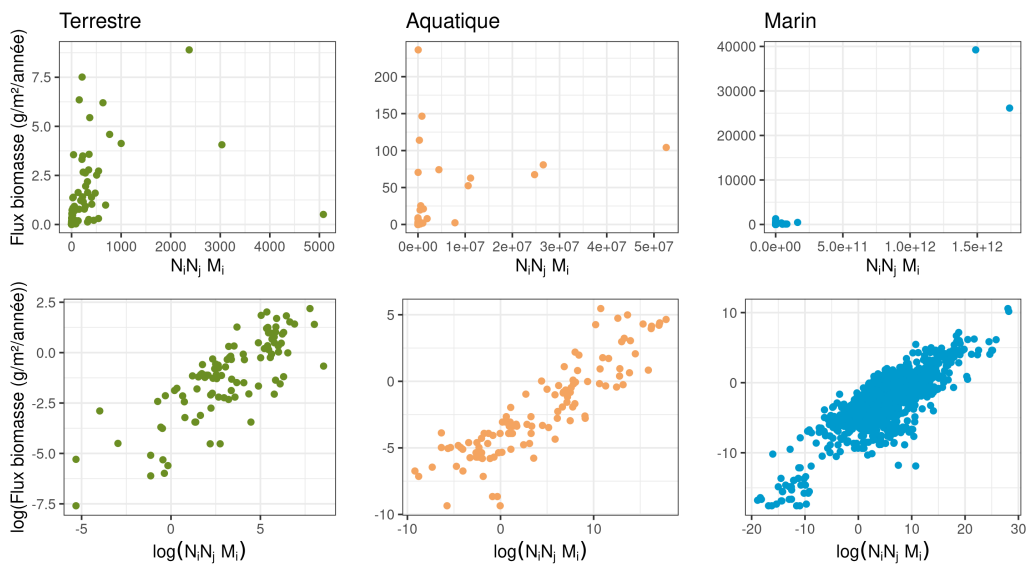 Terrestre
Aquatique
Marin
Flux biomasse (g/m²/année)
7.5
5.0
2.5
0.0
0
1000
2000
3000
4000
5000
NᵢNⱼ Mᵢ
200
150
100
50
0
0e+00
1e+07
2e+07
3e+07
4e+07
5e+07
NᵢNⱼ Mᵢ
40000
30000
20000
10000
0
0.0e+00
5.0e+11
1.0e+12
1.5e+12
NᵢNⱼ Mᵢ
log(Flux biomasse (g/m²/année))
2.5
0.0
-2.5
-5.0
-7.5
-5
0
5
log(NᵢNⱼ Mᵢ)
5
0
-5
-10
-10
0
10
log(NᵢNⱼ Mᵢ)
10
0
-10
-20
-10
0
10
20
30
log(NᵢNⱼ Mᵢ)